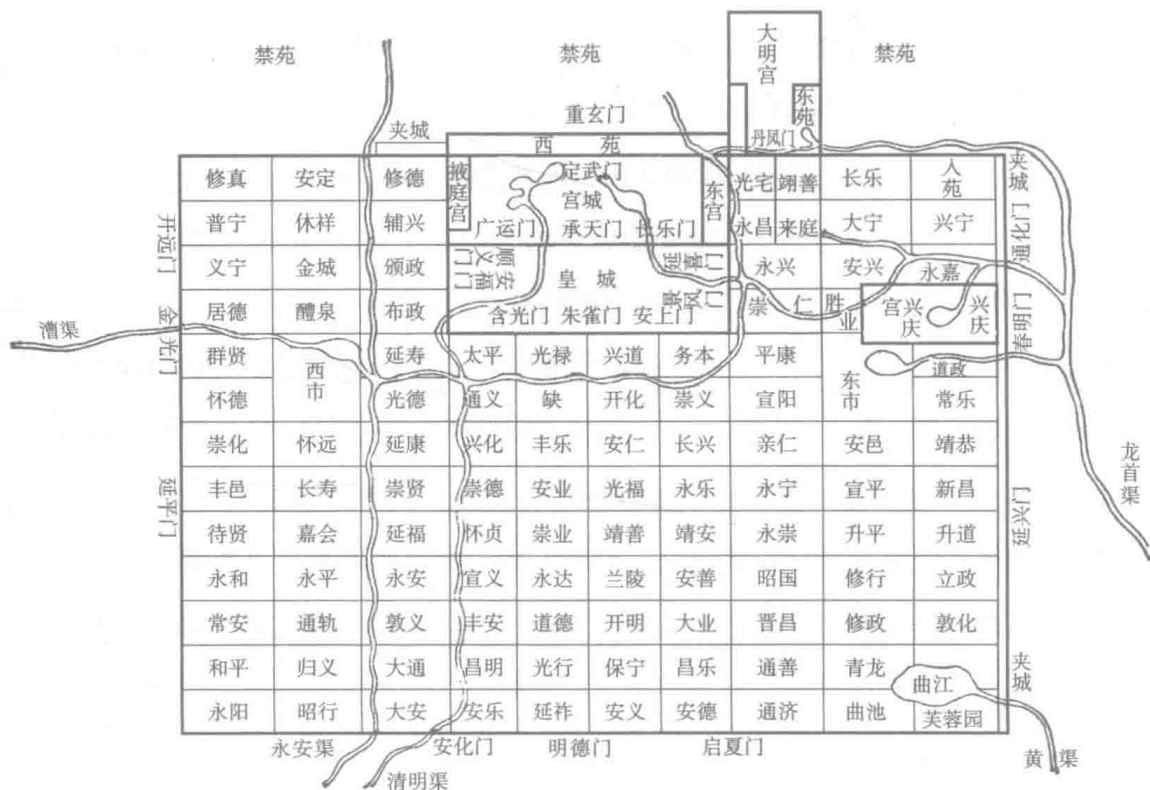 禁苑 禁苑 大明宫 禁苑
重玄门 东苑
夹城 西苑 丹凤门 夹城
修真 安定 修德 掖庭宫 定武门 东宫 光宅 翊善 长乐 入苑
宫城
开远门 普宁 休祥 辅兴 广运门 承天门 长乐门 永昌 来庭 大宁 兴宁 通化门
义宁 金城 颁政 顺义门 安福门 皇城 延喜门 永兴 安兴 永嘉
金光门 居德 醴泉 布政 含光门 朱雀门 安上门 景风门 崇仁 胜业 兴庆宫 兴庆 春明门
漕渠 群贤 西市 延寿 太平 光禄 兴道 务本 平康 东市 道政
怀德 光德 通义 缺 开化 崇义 宣阳 常乐
崇化 怀远 延康 兴化 丰乐 安仁 长兴 亲仁 安邑 靖恭 龙首渠
延平门 丰邑 长寿 崇贤 崇德 安业 光福 永乐 永宁 宣平 新昌 延兴门
待贤 嘉会 延福 怀贞 崇业 靖善 靖安 永崇 升平 升道
永和 永平 永安 宣义 永达 兰陵 安善 昭国 修行 立政
常安 通轨 敦义 丰安 道德 开明 大业 晋昌 修政 敦化
和平 归义 大通 昌明 光行 保宁 昌乐 通善 青龙 曲江 夹城
永阳 昭行 大安 安乐 延祚 安义 安德 通济 曲池 芙蓉园
永安渠 安化门 明德门 启夏门 黄渠
清明渠